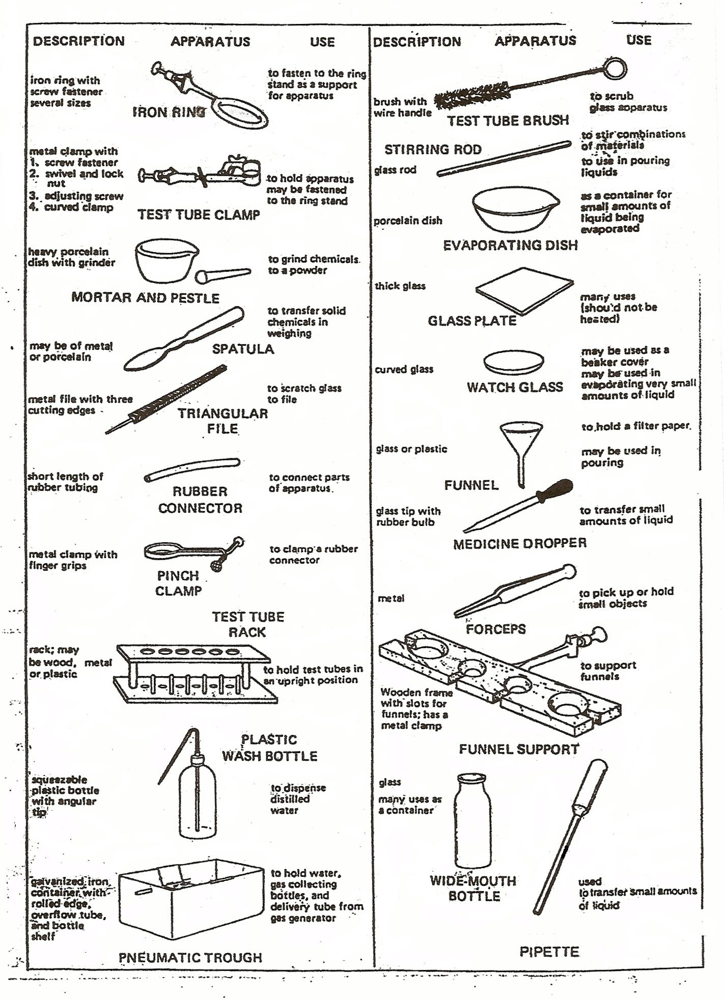 DESCRIPTION APPARATUS USE
iron ring with
screw fastener
several sizes
IRON RING
to fasten to the ring
stand as a support
for apparatus
metal clamp with
1. screw fastener
2. swivel and lock
nut
3. adjusting screw
4. curved clamp
TEST TUBE CLAMP
to hold apparatus
may be fastened
to the ring stand
heavy porcelain
dish with grinder
MORTAR AND PESTLE
to grind chemicals
to a powder
may be of metal
or porcelain
SPATULA
to transfer solid
chemicals in
weighing
metal file with three
cutting edges
TRIANGULAR
FILE
to scratch glass
to file
short length of
rubber tubing
RUBBER
CONNECTOR
to connect parts
of apparatus.
metal clamp with
finger grips
PINCH
CLAMP
to clamp a rubber
connector
TEST TUBE
RACK
rack; may
be wood, metal
or plastic
to hold test tubes in
an upright position
PLASTIC
WASH BOTTLE
squeezable
plastic bottle
with angular
tip
to dispense
distilled
water
galvanized iron
container with
rolled edge,
overflow tube,
and bottle
shelf
PNEUMATIC TROUGH
to hold water,
gas collecting
bottles, and
delivery tube from
gas generator
DESCRIPTION APPARATUS USE
brush with
wire handle
TEST TUBE BRUSH
to scrub
glass apparatus
STIRRING ROD
glass rod
to stir combinations
of materials
to use in pouring
liquids
porcelain dish
EVAPORATING DISH
as a container for
small amounts of
liquid being
evaporated
thick glass
GLASS PLATE
many uses
(shou'd not be
heated)
curved glass
WATCH GLASS
may be used as a
beaker cover
may be used in
evaporating very small
amounts of liquid
glass or plastic
FUNNEL
to hold a filter paper.
may be used in
pouring
glass tip with
rubber bulb
MEDICINE DROPPER
to transfer small
amounts of liquid
metal
FORCEPS
to pick up or hold
small objects
Wooden frame
with slots for
funnels; has a
metal clamp
FUNNEL SUPPORT
to support
funnels
glass
many uses as
a container
WIDE-MOUTH
BOTTLE
used
to transfer small amounts
of liquid
PIPETTE